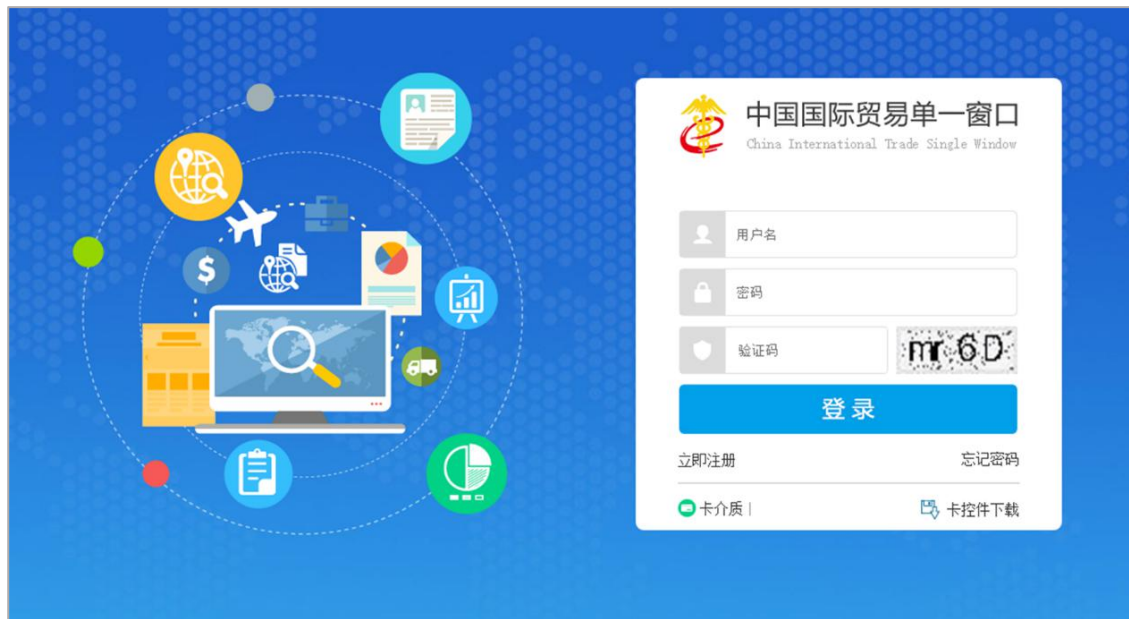 中国国际贸易单一窗口
China International Trade Single Window
用户名
密码
验证码
登录
立即注册 忘记密码
卡介质 | 卡控件下载